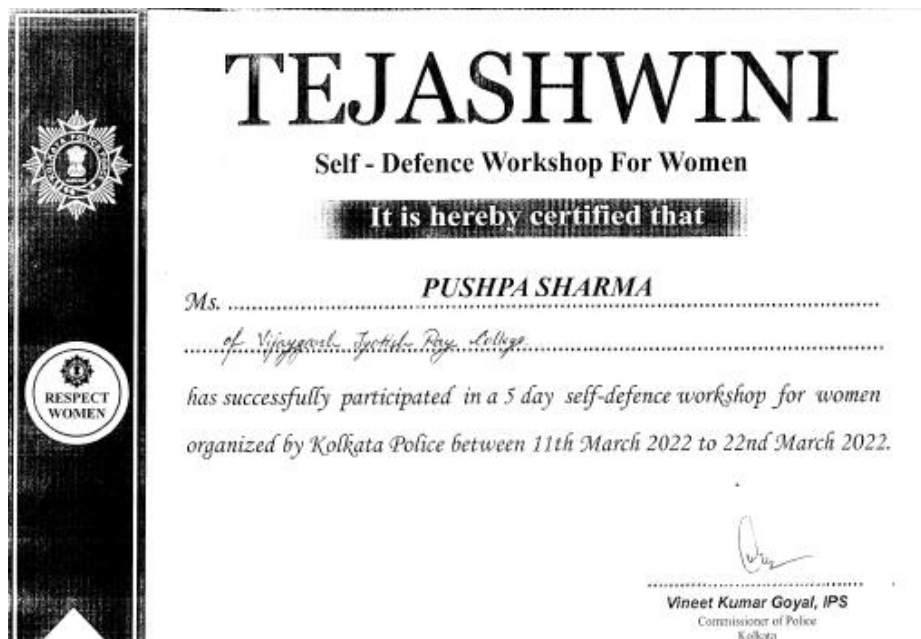 TEJASHWINI
Self - Defence Workshop For Women
It is hereby certified that
Ms. PUSHPA SHARMA
of Vijaygarh Jyotish Ray College
has successfully participated in a 5 day self-defence workshop for women
organized by Kolkata Police between 11th March 2022 to 22nd March 2022.
Vineet Kumar Goyal, IPS
Commissioner of Police
Kolkata
KOLKATA POLICE
RESPECT
WOMEN